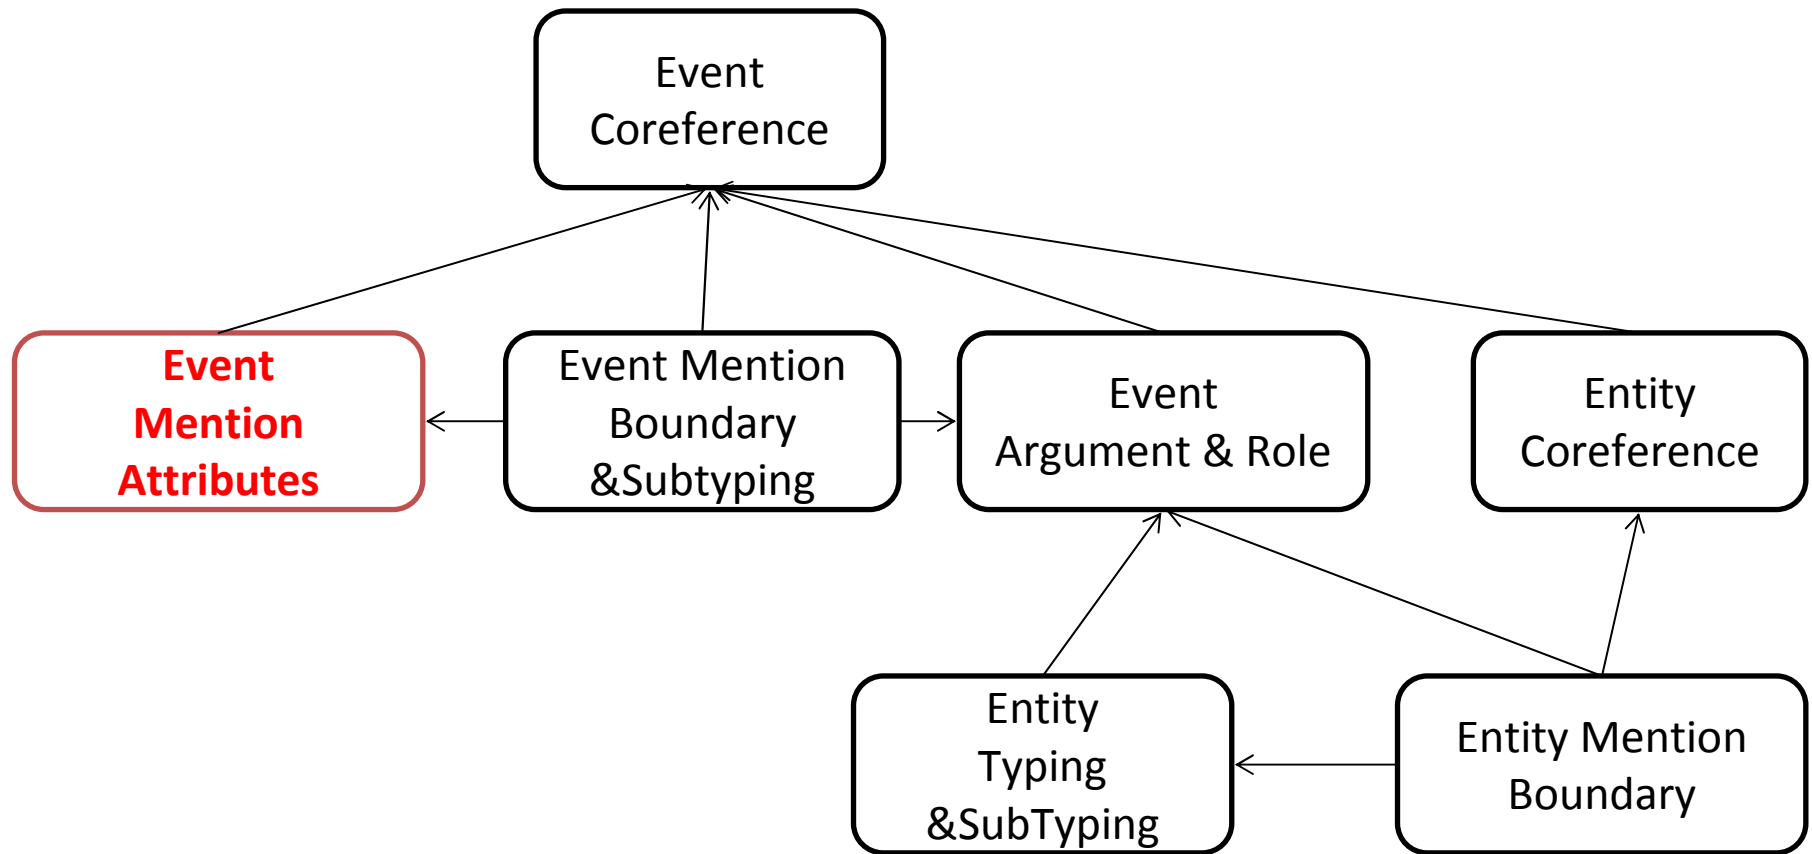 Event
Coreference
Event
Mention
Attributes
Event Mention
Boundary
&Subtyping
Event
Argument & Role
Entity
Coreference
Entity
Typing
&SubTyping
Entity Mention
Boundary